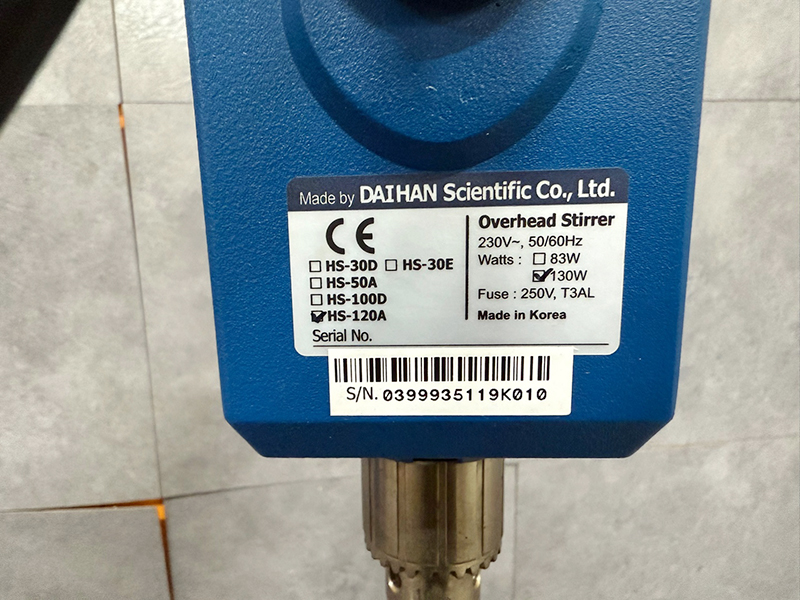 Made by DAIHAN Scientific Co., Ltd.
CE
☐ HS-30D ☐ HS-30E
☐ HS-50A
☐ HS-100D
☑ HS-120A
Serial No.
Overhead Stirrer
230V~, 50/60Hz
Watts : ☐ 83W
☑ 130W
Fuse : 250V, T3AL
Made in Korea
S/N. 0399935119K010